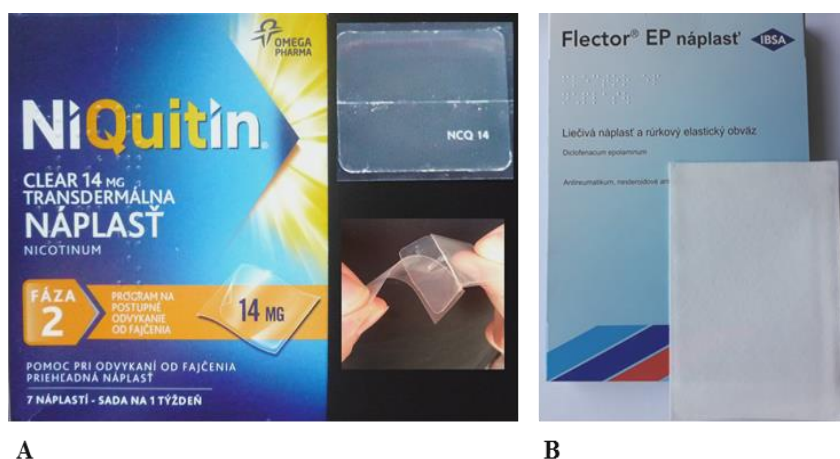 OMEGA
PHARMA
NiQuitin®
CLEAR 14 MG
TRANSDERMÁLNA
NÁPLASŤ
NICOTINUM
FÁZA
2
PROGRAM NA
POSTUPNÉ
ODVYKANIE
OD FAJČENIA
14 MG
POMOC PRI ODVYKANÍ OD FAJČENIA
PRIEHĽADNÁ NÁPLASŤ
7 NÁPLASTÍ - SADA NA 1 TÝŽDEŇ
NCQ 14
A
Flector® EP náplasť
IBSA
Liečivá náplasť a rúrkový elastický obväz
Diclofenacum epolaminum
Antireumatikum, nesteroidové
B